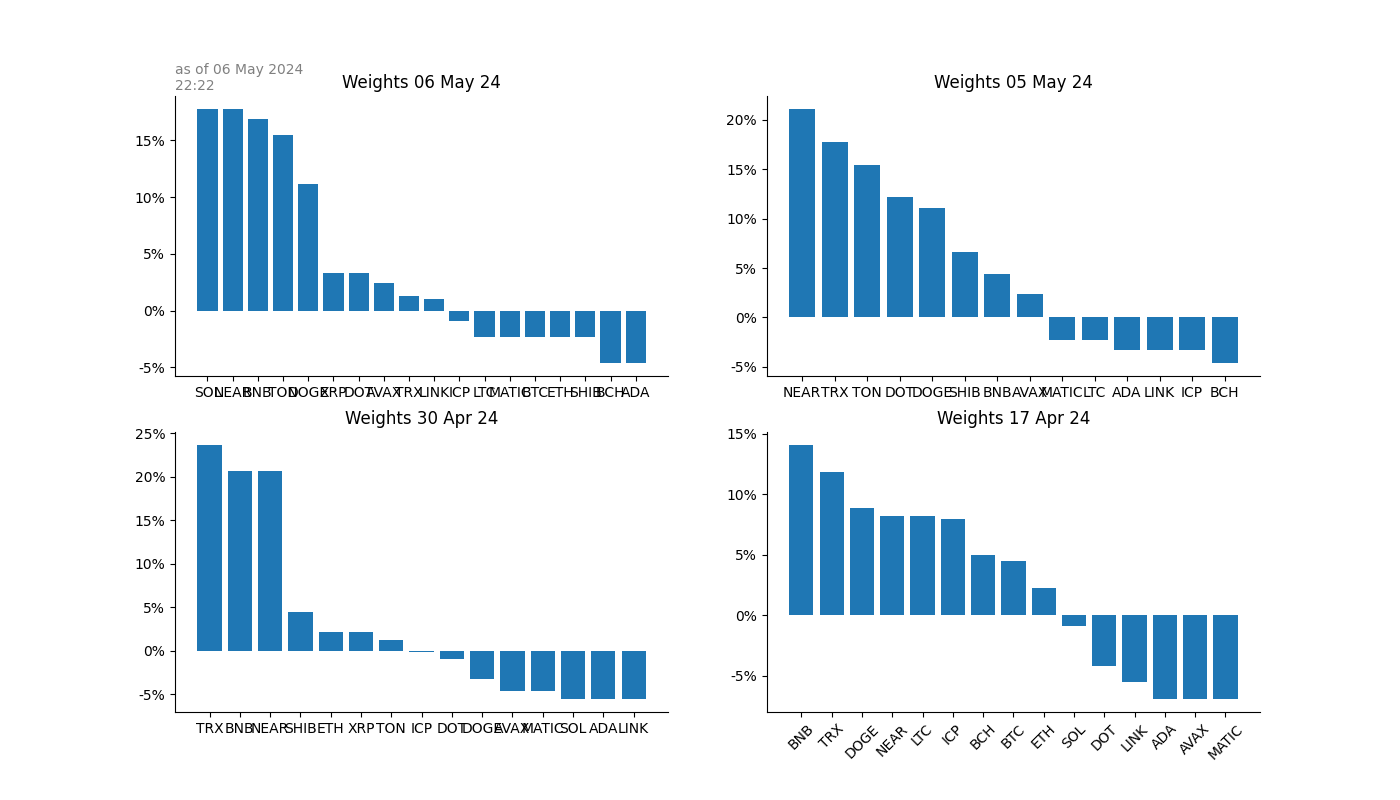 as of 06 May 2024
22:22
Weights 06 May 24
15%
10%
5%
0%
-5%
SOL NEAR BNB TON DOGE XRP DOT AVAX TRX LINK ICP LTC MATIC BTC ETH SHIB BCH ADA
Weights 05 May 24
20%
15%
10%
5%
0%
-5%
NEAR TRX TON DOT DOGE SHIB BNB AVAX MATIC LTC ADA LINK ICP BCH
Weights 30 Apr 24
25%
20%
15%
10%
5%
0%
-5%
TRX BNB NEAR SHIB ETH XRP TON ICP DOT DOGE AVAX MATIC SOL ADA LINK
Weights 17 Apr 24
15%
10%
5%
0%
-5%
BNB TRX DOGE NEAR LTC ICP BCH BTC ETH SOL DOT LINK ADA AVAX MATIC